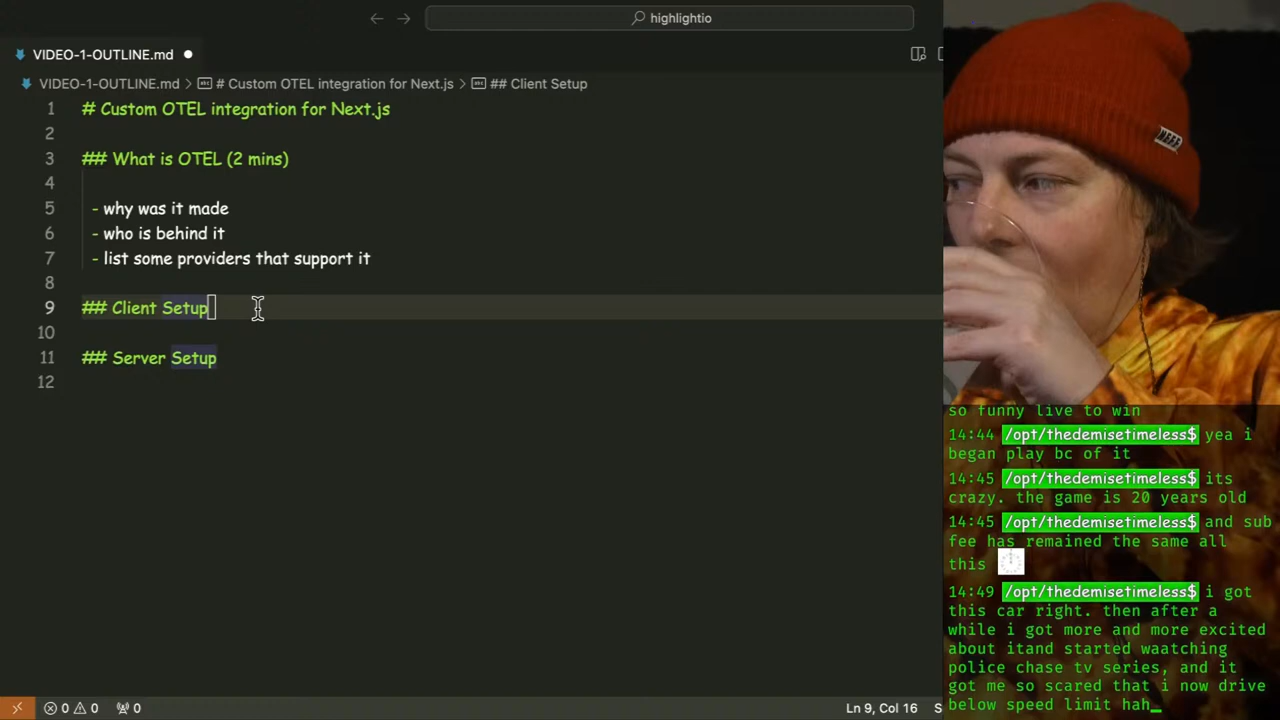 highlightio
VIDEO-1-OUTLINE.md
VIDEO-1-OUTLINE.md > # Custom OTEL integration for Next.js > ## Client Setup
1 # Custom OTEL integration for Next.js
2
3 ## What is OTEL (2 mins)
4
5 - why was it made
6 - who is behind it
7 - list some providers that support it
8
9 ## Client Setup
10
11 ## Server Setup
12
0 0 0
Ln 9, Col 16
S
NEFF
so funny live to win
14:44 /opt/thedemisetimeless$ yea i
began play bc of it
14:45 /opt/thedemisetimeless$ its
crazy. the game is 20 years old
14:45 /opt/thedemisetimeless$ and sub
fee has remained the same all
this
14:49 /opt/thedemisetimeless$ i got
this car right. then after a
while i got more and more excited
about itand started waatching
police chase tv series, and it
got me so scared that i now drive
below speed limit hah_